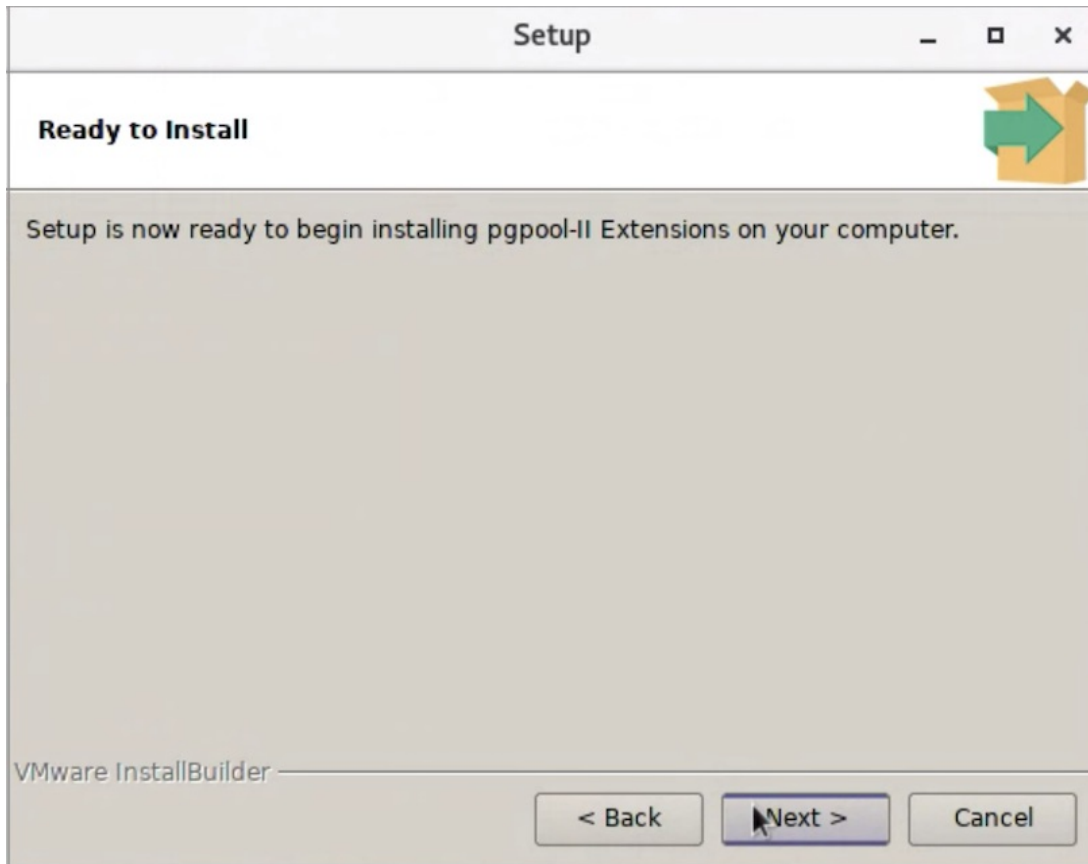 Setup
Ready to Install
Setup is now ready to begin installing pgpool-II Extensions on your computer.
VMware InstallBuilder
< Back
Next >
Cancel